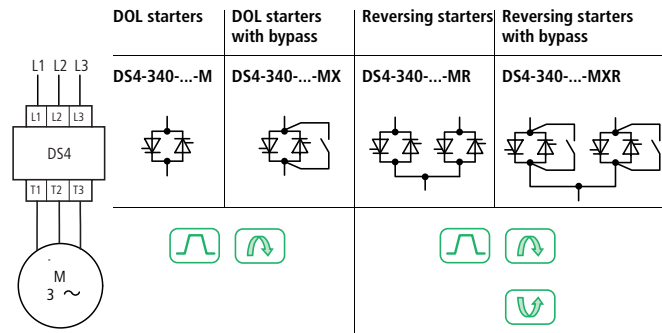 DOL starters
DOL starters
with bypass
Reversing starters
Reversing starters
with bypass
DS4-340-...-M
DS4-340-...-MX
DS4-340-...-MR
DS4-340-...-MXR
L1 L2 L3
L1 L2 L3
DS4
T1 T2 T3
M
3 ~